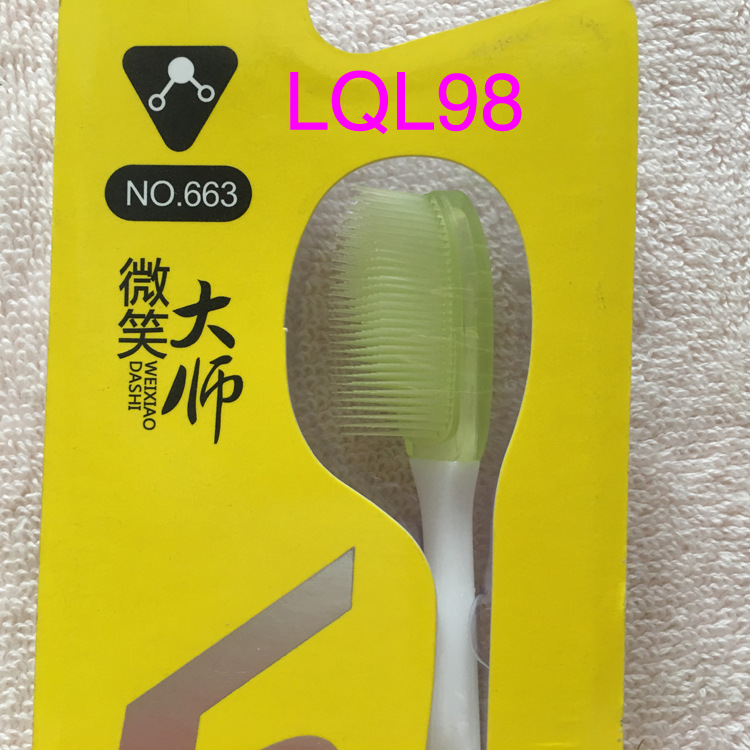 LQL98
NO.663
微笑
大师
WEIXIAO
DASHI